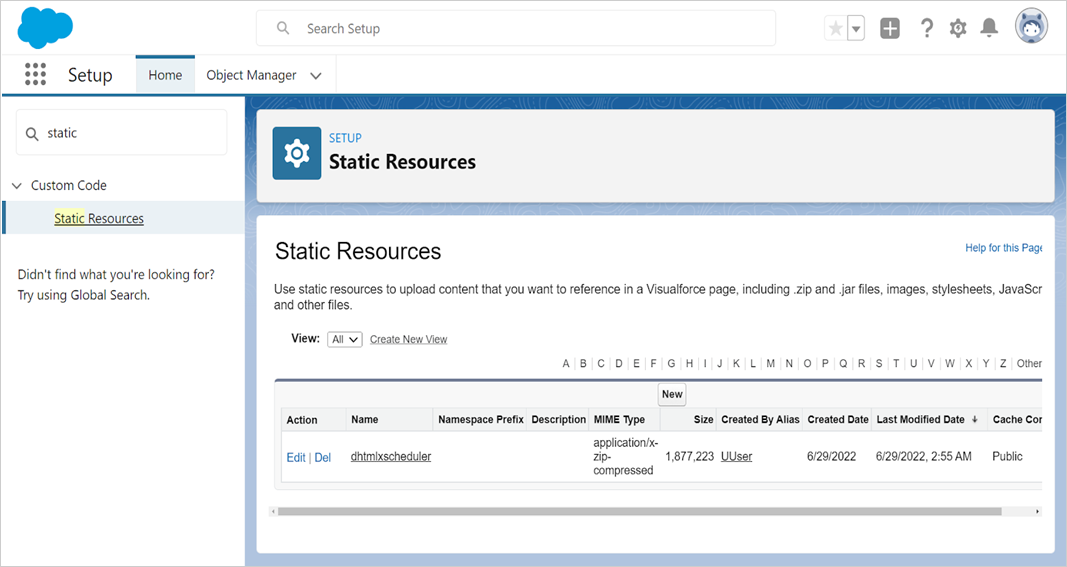 Search Setup
Setup
Home
Object Manager
static
Custom Code
Static Resources
Didn't find what you're looking for?
Try using Global Search.
SETUP
Static Resources
Static Resources
Help for this Page
Use static resources to upload content that you want to reference in a Visualforce page, including .zip and .jar files, images, stylesheets, JavaScr
and other files.
View: All Create New View
A | B | C | D | E | F | G | H | I | J | K | L | M | N | O | P | Q | R | S | T | U | V | W | X | Y | Z | Other
New
Action Name Namespace Prefix Description MIME Type Size Created By Alias Created Date Last Modified Date Cache Cor
Edit | Del dhtmlxscheduler application/x-
zip-
compressed 1,877,223 UUser 6/29/2022 6/29/2022, 2:55 AM Public